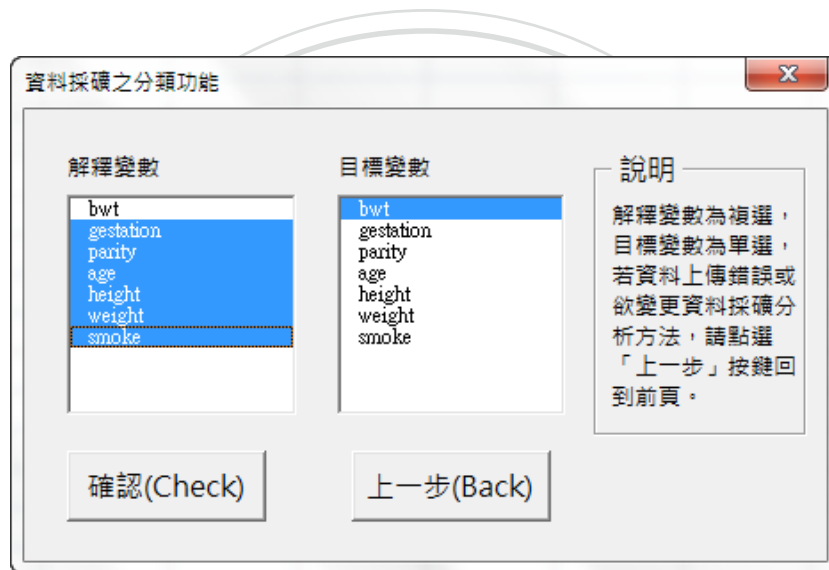 資料採礦之分類功能
解釋變數
bwt
gestation
parity
age
height
weight
smoke
目標變數
bwt
gestation
parity
age
height
weight
smoke
說明
解釋變數為複選，
目標變數為單選，
若資料上傳錯誤或
欲變更資料採礦分
析方法，請點選
「上一步」按鍵回
到前頁。
確認(Check)
上一步(Back)